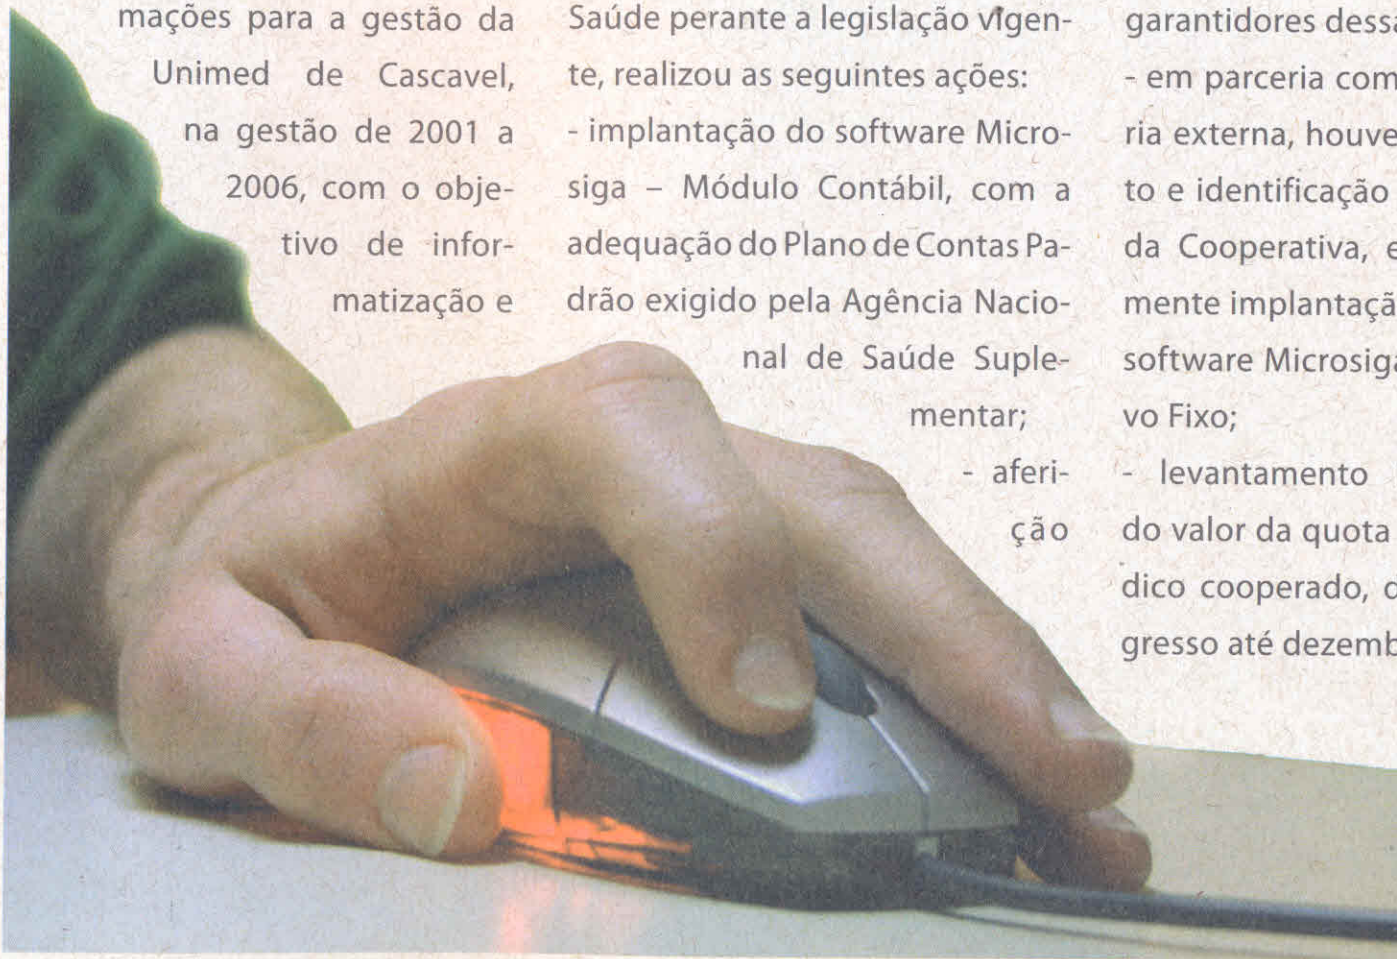 mações para a gestão da
Unimed de Cascavel,
na gestão de 2001 a
2006, com o obje-
tivo de infor-
matização e
Saúde perante a legislação vigen-
te, realizou as seguintes ações:
- implantação do software Micro-
siga – Módulo Contábil, com a
adequação do Plano de Contas Pa-
drão exigido pela Agência Nacio-
nal de Saúde Suple-
mentar;
- aferi-
ção
garantidores dessa
- em parceria com
ria externa, houve
to e identificação
da Cooperativa, e
mente implantaçã
software Microsiga
vo Fixo;
- levantamento
do valor da quota
dico cooperado, d
gresso até dezemb